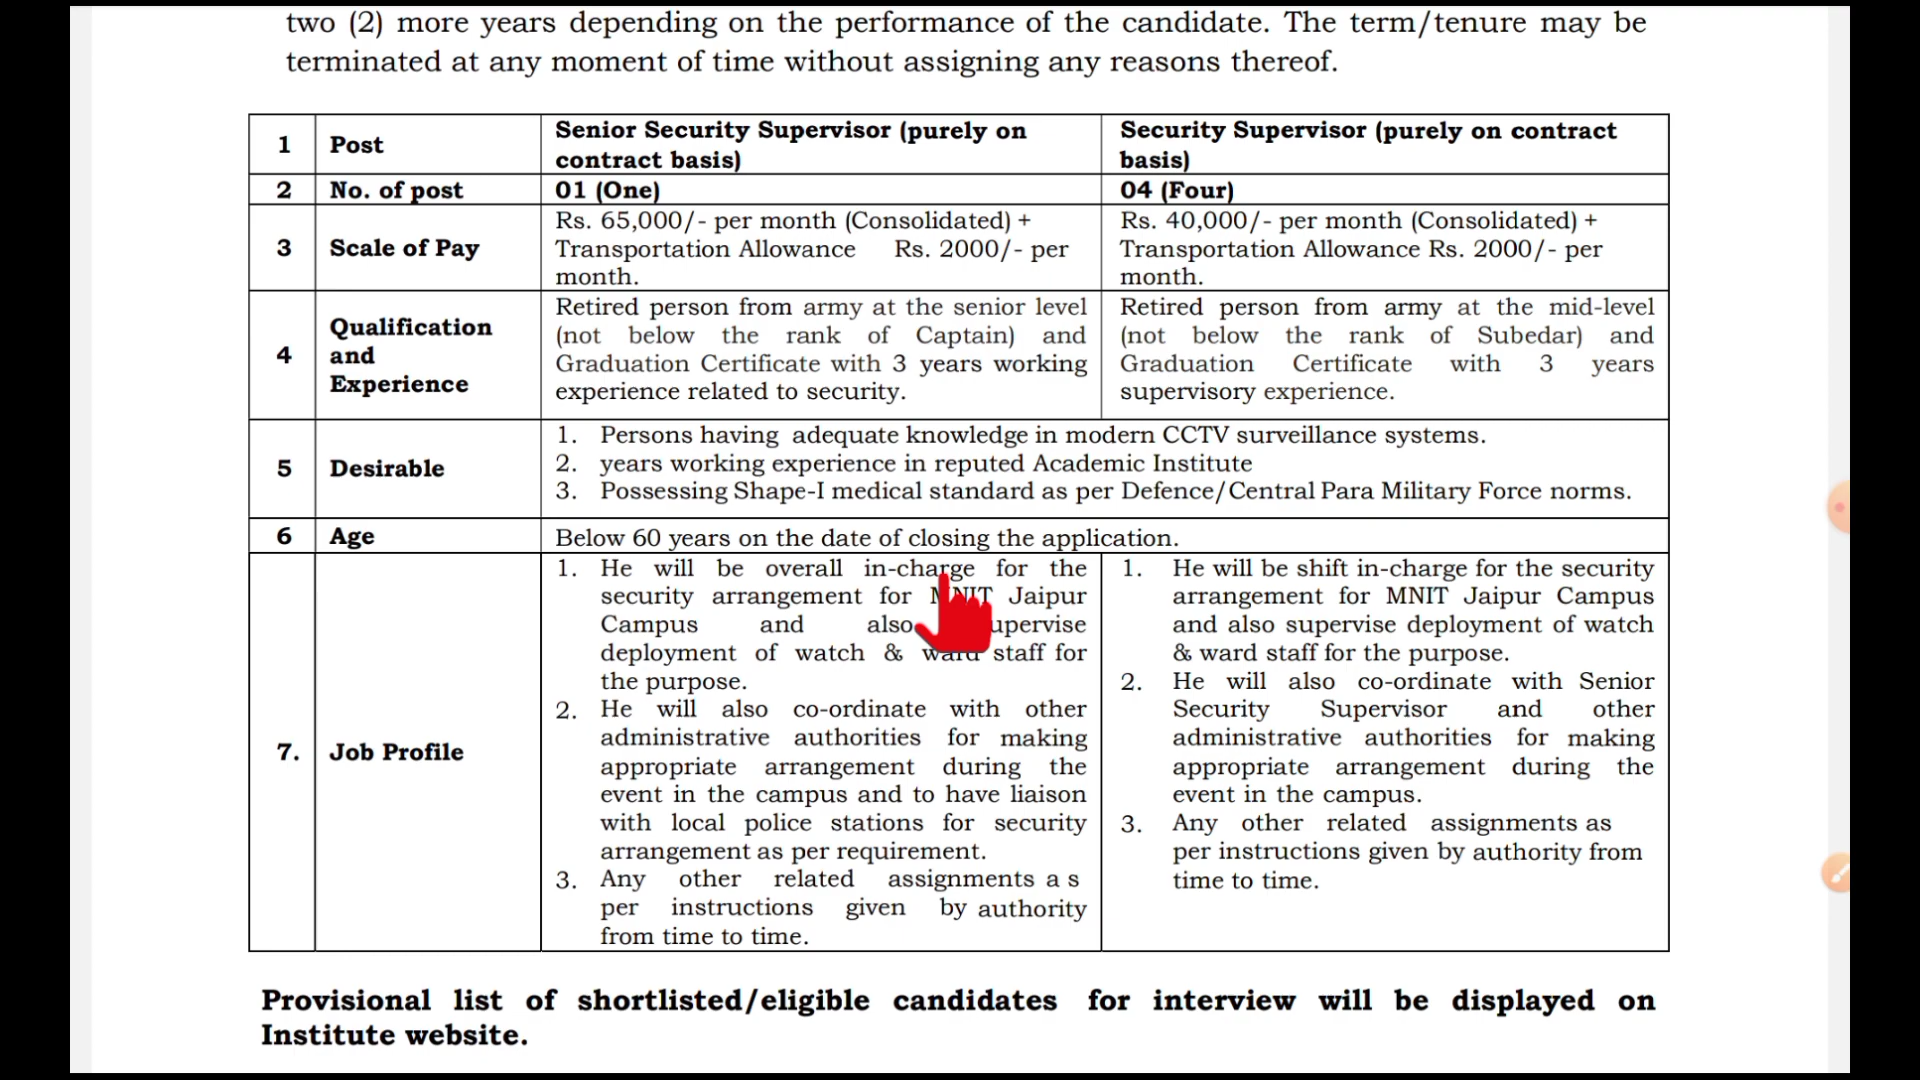 two (2) more years depending on the performance of the candidate. The term/tenure may be
terminated at any moment of time without assigning any reasons thereof.
1
Post
Senior Security Supervisor (purely on
contract basis)
Security Supervisor (purely on contract
basis)
2
No. of post
01 (One)
04 (Four)
3
Scale of Pay
Rs. 65,000/- per month (Consolidated) +
Transportation Allowance Rs. 2000/- per
month.
Rs. 40,000/- per month (Consolidated) +
Transportation Allowance Rs. 2000/- per
month.
4
Qualification
and
Experience
Retired person from army at the senior level
(not below the rank of Captain) and
Graduation Certificate with 3 years working
experience related to security.
Retired person from army at the mid-level
(not below the rank of Subedar) and
Graduation Certificate with 3 years
supervisory experience.
5
Desirable
1. Persons having adequate knowledge in modern CCTV surveillance systems.
2. years working experience in reputed Academic Institute
3. Possessing Shape-I medical standard as per Defence/Central Para Military Force norms.
6
Age
Below 60 years on the date of closing the application.
7.
Job Profile
1. He will be overall in-charge for the
security arrangement for MNIT Jaipur
Campus and also supervise
deployment of watch & ward staff for
the purpose.
2. He will also co-ordinate with other
administrative authorities for making
appropriate arrangement during the
event in the campus and to have liaison
with local police stations for security
arrangement as per requirement.
3. Any other related assignments a s
per instructions given by authority
from time to time.
1. He will be shift in-charge for the security
arrangement for MNIT Jaipur Campus
and also supervise deployment of watch
& ward staff for the purpose.
2. He will also co-ordinate with Senior
Security Supervisor and other
administrative authorities for making
appropriate arrangement during the
event in the campus.
3. Any other related assignments as
per instructions given by authority from
time to time.
Provisional list of shortlisted/eligible candidates for interview will be displayed on
Institute website.